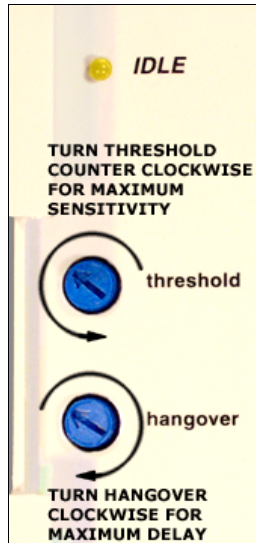 IDLE
TURN THRESHOLD
COUNTER CLOCKWISE
FOR MAXIMUM
SENSITIVITY
threshold
hangover
TURN HANGOVER
CLOCKWISE FOR
MAXIMUM DELAY